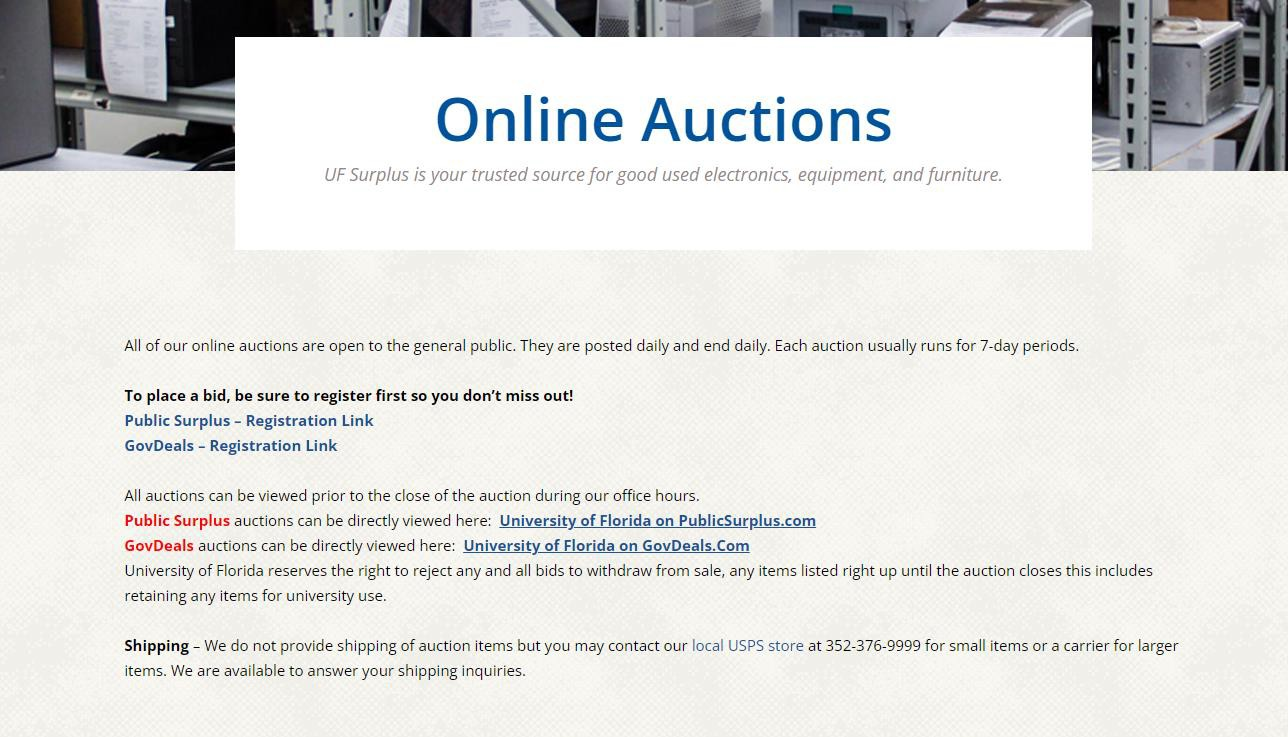 Online Auctions
UF Surplus is your trusted source for good used electronics, equipment, and furniture.
All of our online auctions are open to the general public. They are posted daily and end daily. Each auction usually runs for 7-day periods.
To place a bid, be sure to register first so you don’t miss out!
Public Surplus – Registration Link
GovDeals – Registration Link
All auctions can be viewed prior to the close of the auction during our office hours.
Public Surplus auctions can be directly viewed here: University of Florida on PublicSurplus.com
GovDeals auctions can be directly viewed here: University of Florida on GovDeals.Com
University of Florida reserves the right to reject any and all bids to withdraw from sale, any items listed right up until the auction closes this includes
retaining any items for university use.
Shipping – We do not provide shipping of auction items but you may contact our local USPS store at 352-376-9999 for small items or a carrier for larger
items. We are available to answer your shipping inquiries.